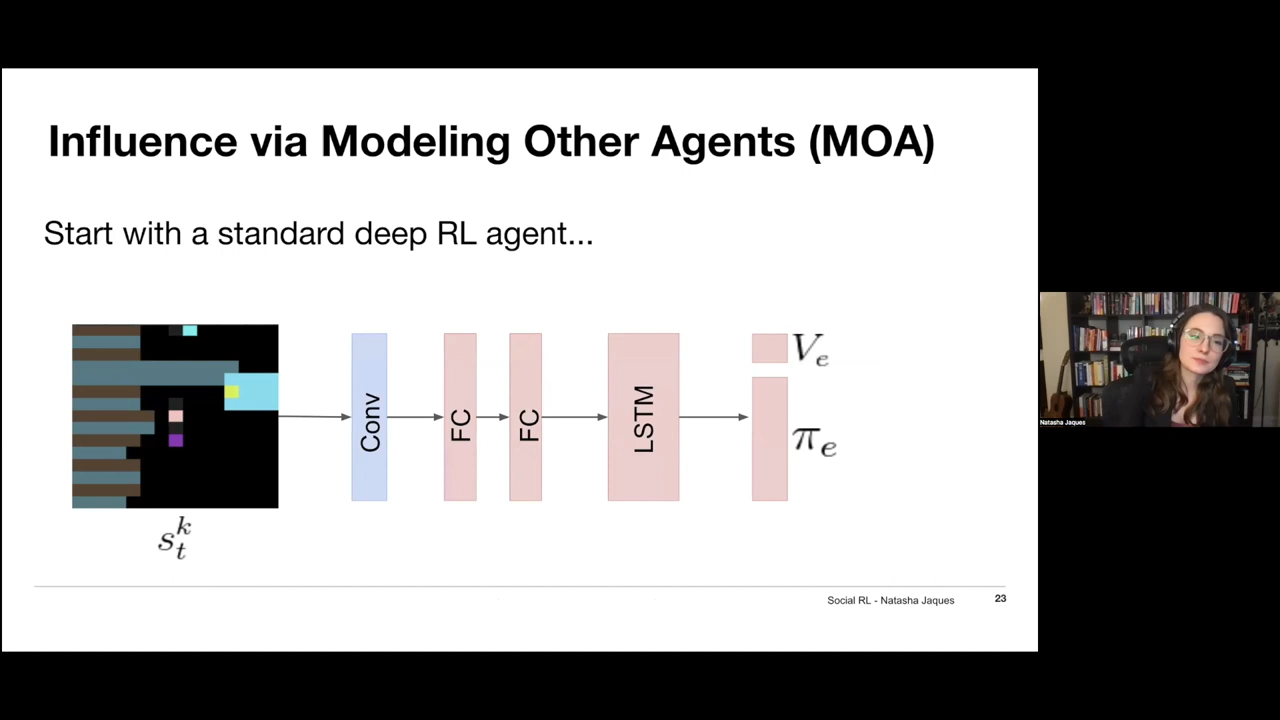 Influence via Modeling Other Agents (MOA)
Start with a standard deep RL agent...
Conv
FC
FC
LSTM
V_e
π_e
s_t^k
Social RL - Natasha Jaques
23
Natasha Jaques